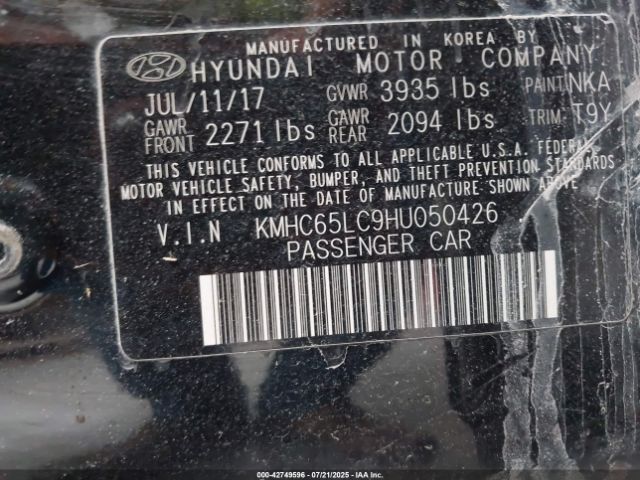 MANUFACTURED IN KOREA BY
HYUNDAI MOTOR COMPANY
JUL/11/17 GVWR 3935 lbs PAINT:NKA
GAWR FRONT 2271 lbs GAWR REAR 2094 lbs TRIM: T9Y
THIS VEHICLE CONFORMS TO ALL APPLICABLE U.S.A. FEDERAL
MOTOR VEHICLE SAFETY, BUMPER, AND THEFT PREVENTION STANDARDS
IN EFFECT ON THE DATE OF MANUFACTURE SHOWN ABOVE.
V.I.N KMHC65LC9HU050426
PASSENGER CAR
000-42749596 - 07/21/2025 - IAAI.COM